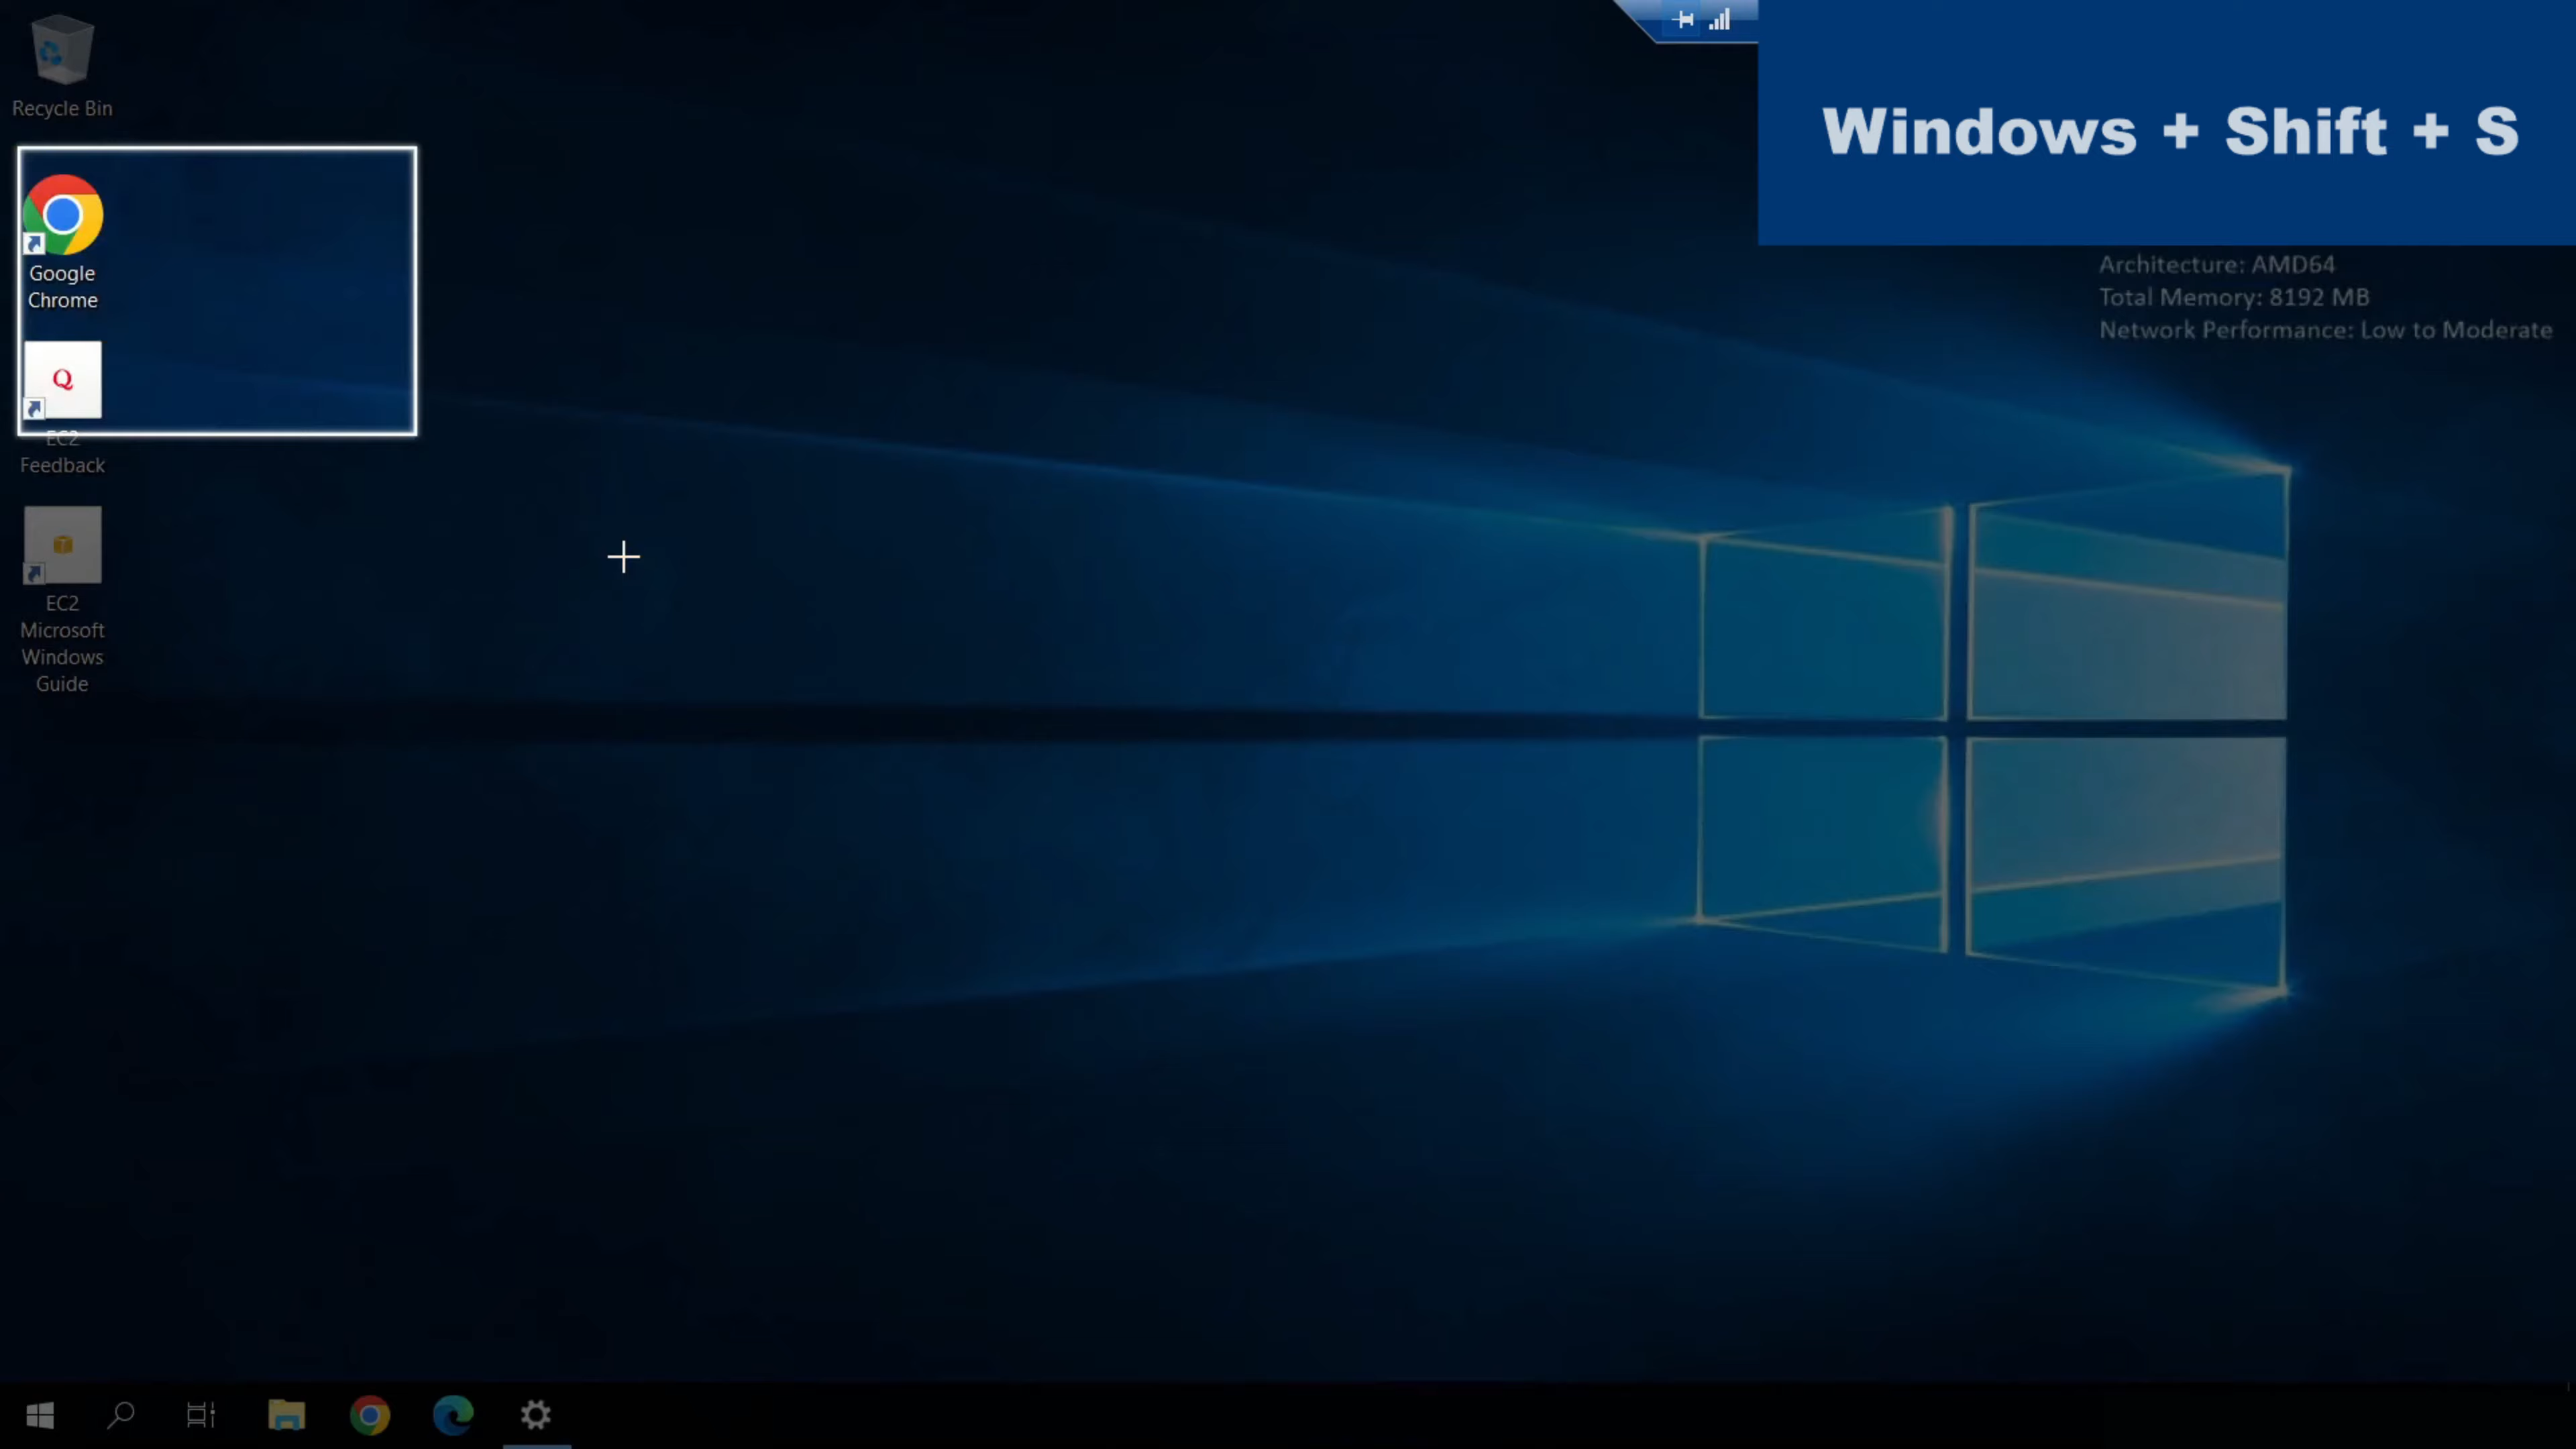 Recycle Bin
Windows + Shift + S
Architecture: AMD64
Total Memory: 8192 MB
Network Performance: Low to Moderate
Google
Chrome
Q
EC2
Feedback
EC2
Microsoft
Windows
Guide